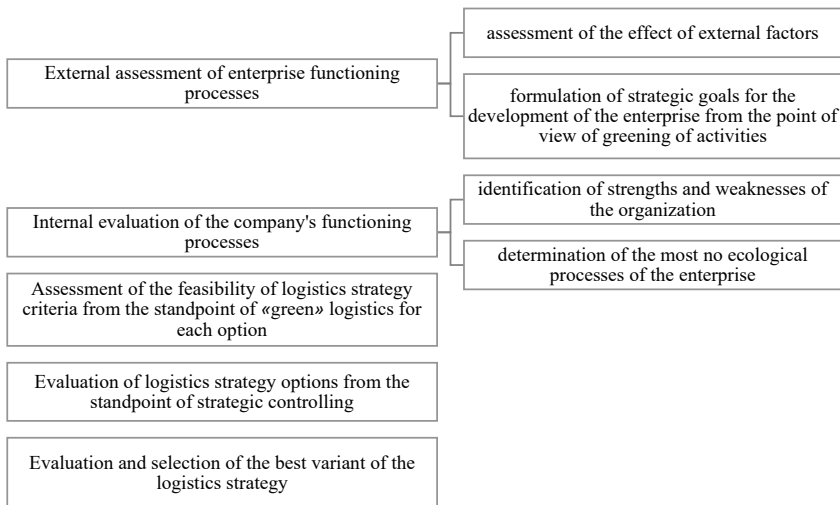 External assessment of enterprise functioning
processes
assessment of the effect of external factors
formulation of strategic goals for the
development of the enterprise from the point of
view of greening of activities
Internal evaluation of the company's functioning
processes
identification of strengths and weaknesses of
the organization
determination of the most no ecological
processes of the enterprise
Assessment of the feasibility of logistics strategy
criteria from the standpoint of «green» logistics for
each option
Evaluation of logistics strategy options from the
standpoint of strategic controlling
Evaluation and selection of the best variant of the
logistics strategy